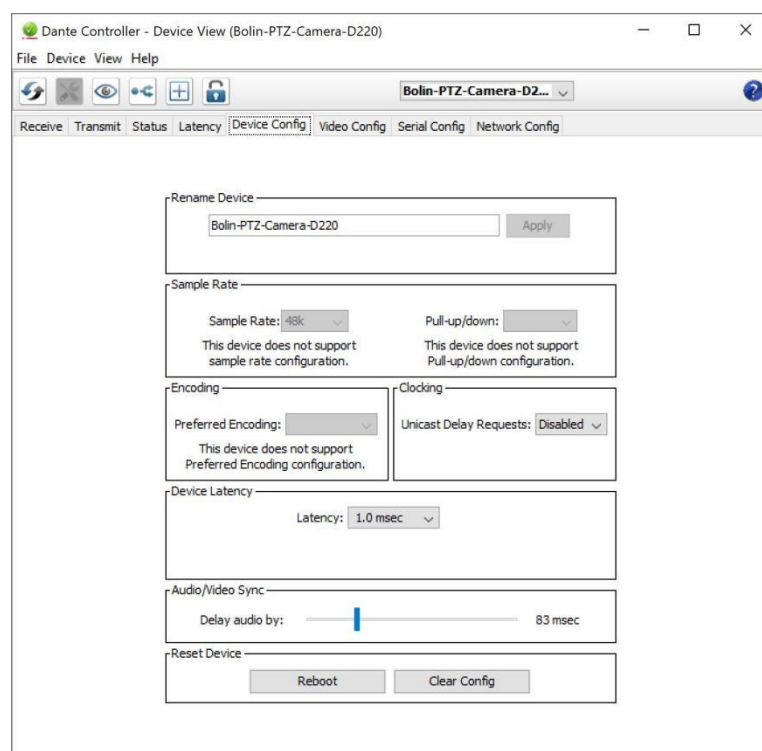 Dante Controller - Device View (Bolin-PTZ-Camera-D220)
File Device View Help
Bolin-PTZ-Camera-D2...
Receive Transmit Status Latency Device Config Video Config Serial Config Network Config
Rename Device
Bolin-PTZ-Camera-D220 Apply
Sample Rate
Sample Rate: 48k Pull-up/down:
This device does not support This device does not support
sample rate configuration. Pull-up/down configuration.
Encoding Clocking
Preferred Encoding: Unicast Delay Requests: Disabled
This device does not support
Preferred Encoding configuration.
Device Latency
Latency: 1.0 msec
Audio/Video Sync
Delay audio by: 83 msec
Reset Device
Reboot Clear Config